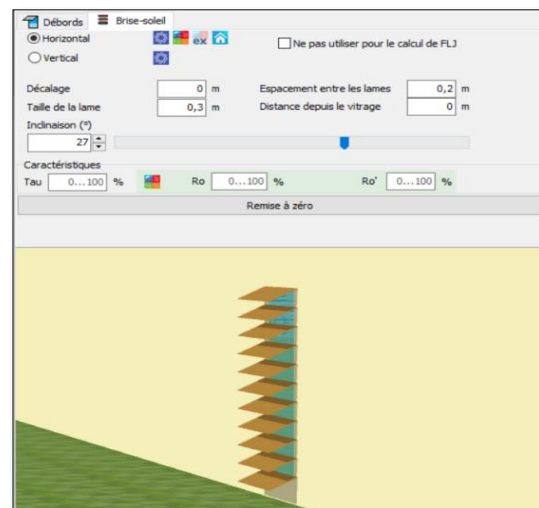 Débords Brise-soleil
Horizontal ex Ne pas utiliser pour le calcul de FLJ
Vertical
Décalage 0 m Espacement entre les lames 0,2 m
Taille de la lame 0,3 m Distance depuis le vitrage 0 m
Inclinaison (°)
27
Caractéristiques
Tau 0...100 % Ro 0...100 % Ro' 0...100 %
Remise à zéro